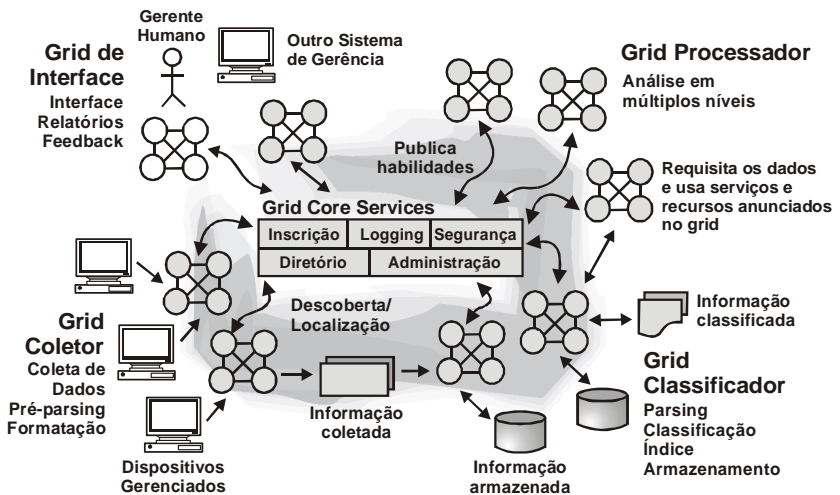 Gerente
Humano
Grid de
Interface
Interface
Relatórios
Feedback
Outro Sistema
de Gerência
Grid Processador
Análise em
múltiplos níveis
Publica
habilidades
Requisita os dados
e usa serviços e
recursos anunciados
no grid
Grid Core Services
Inscrição
Logging
Segurança
Diretório
Administração
Descoberta/
Localização
Grid
Coletor
Coleta de
Dados
Pré-parsing
Formatação
Dispositivos
Gerenciados
Informação
coletada
Informação
armazenada
Informação
classificada
Grid
Classificador
Parsing
Classificação
Índice
Armazenamento